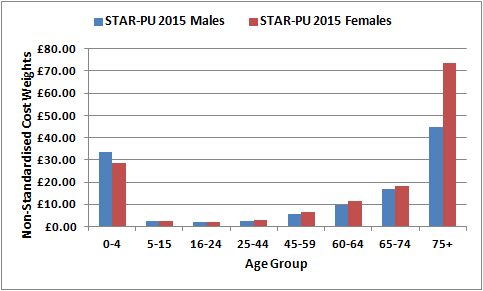 STAR-PU 2015 Males STAR-PU 2015 Females
Non-Standardised Cost Weights
£80.00
£70.00
£60.00
£50.00
£40.00
£30.00
£20.00
£10.00
£0.00
0-4 5-15 16-24 25-44 45-59 60-64 65-74 75+
Age Group